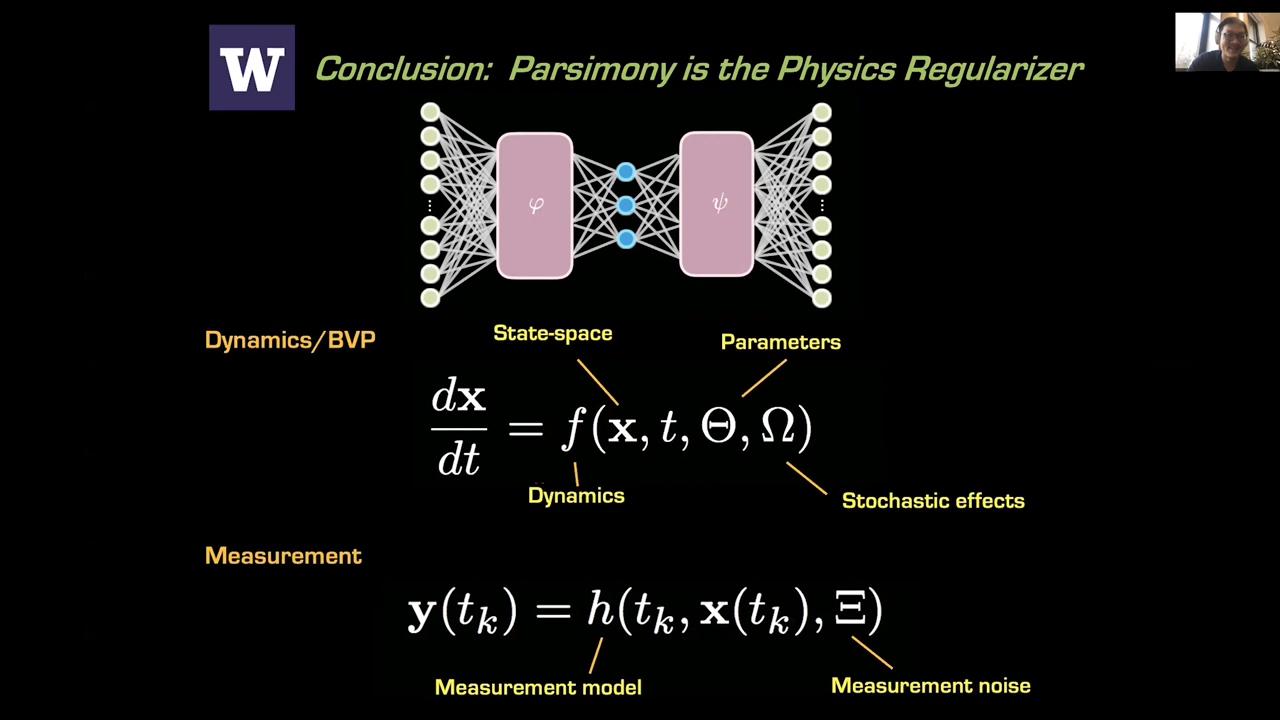 W
Conclusion: Parsimony is the Physics Regularizer
φ
ψ
⋮
⋮
Dynamics/BVP
State-space
Parameters
dx/dt = f(x, t, Θ, Ω)
Dynamics
Stochastic effects
Measurement
y(t_k) = h(t_k, x(t_k), Ξ)
Measurement model
Measurement noise